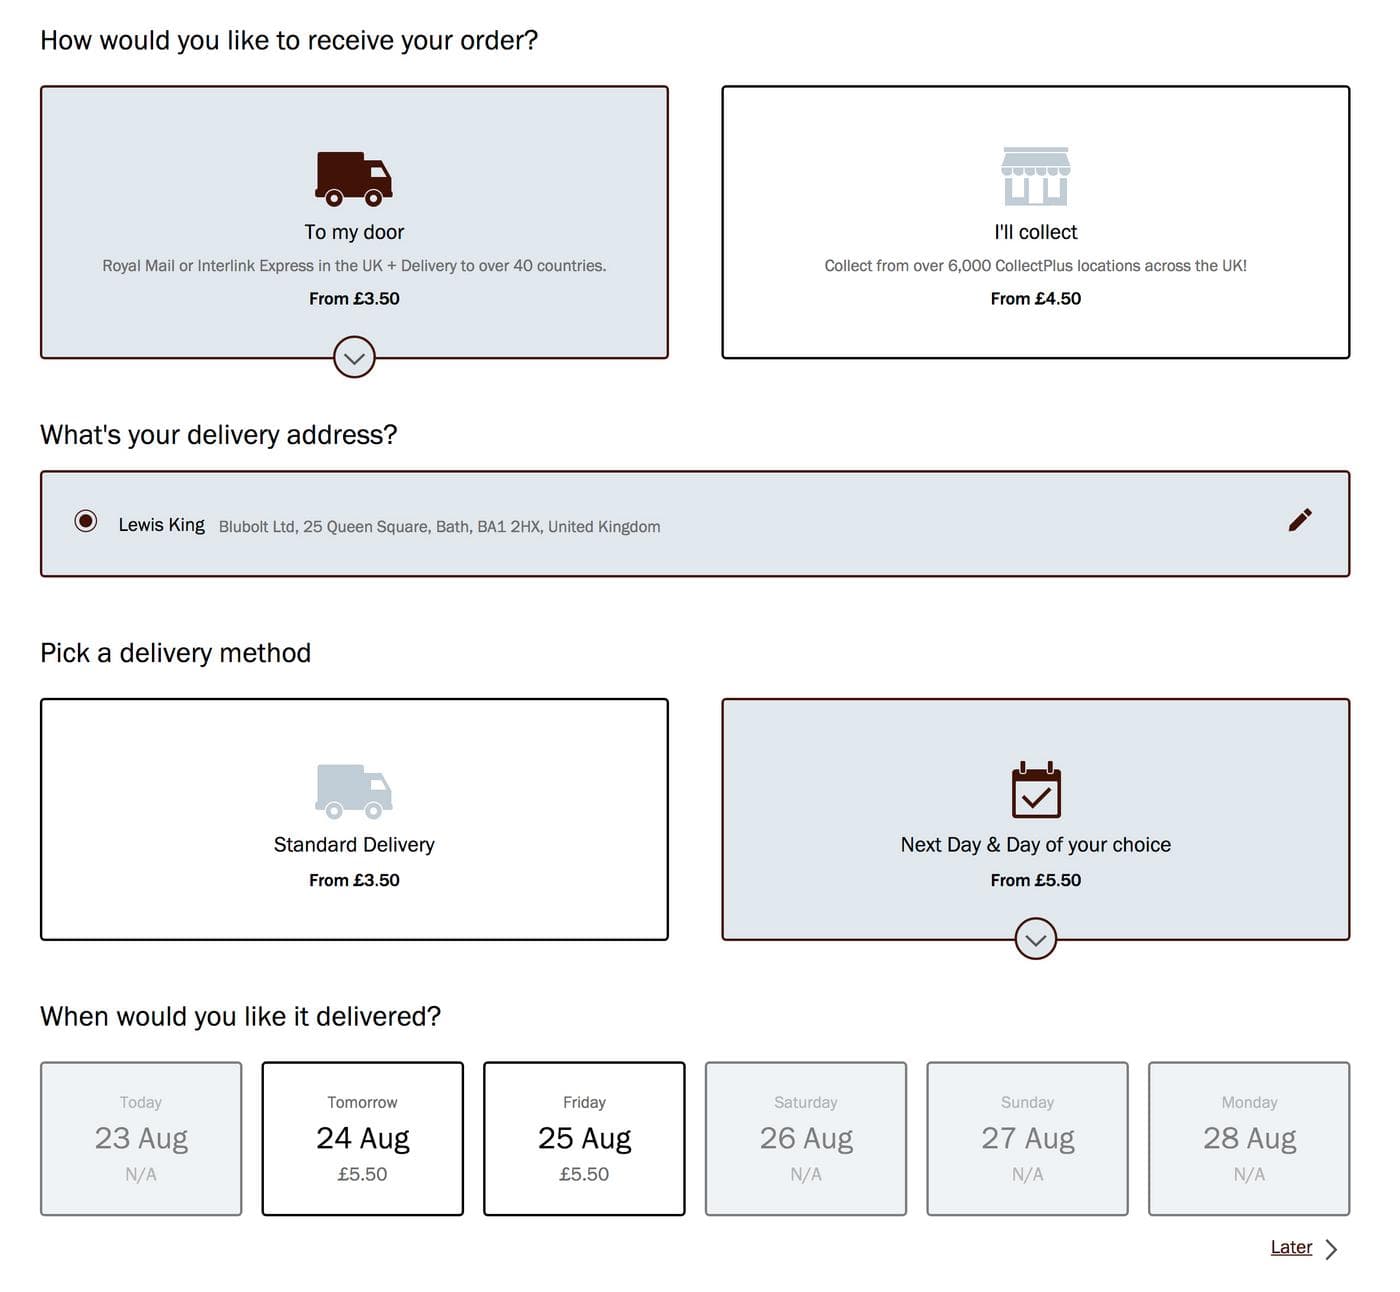 How would you like to receive your order?
To my door
Royal Mail or Interlink Express in the UK + Delivery to over 40 countries.
From £3.50
I'll collect
Collect from over 6,000 CollectPlus locations across the UK!
From £4.50
What's your delivery address?
Lewis King Blubolt Ltd, 25 Queen Square, Bath, BA1 2HX, United Kingdom
Pick a delivery method
Standard Delivery
From £3.50
Next Day & Day of your choice
From £5.50
When would you like it delivered?
Today
23 Aug
N/A
Tomorrow
24 Aug
£5.50
Friday
25 Aug
£5.50
Saturday
26 Aug
N/A
Sunday
27 Aug
N/A
Monday
28 Aug
N/A
Later